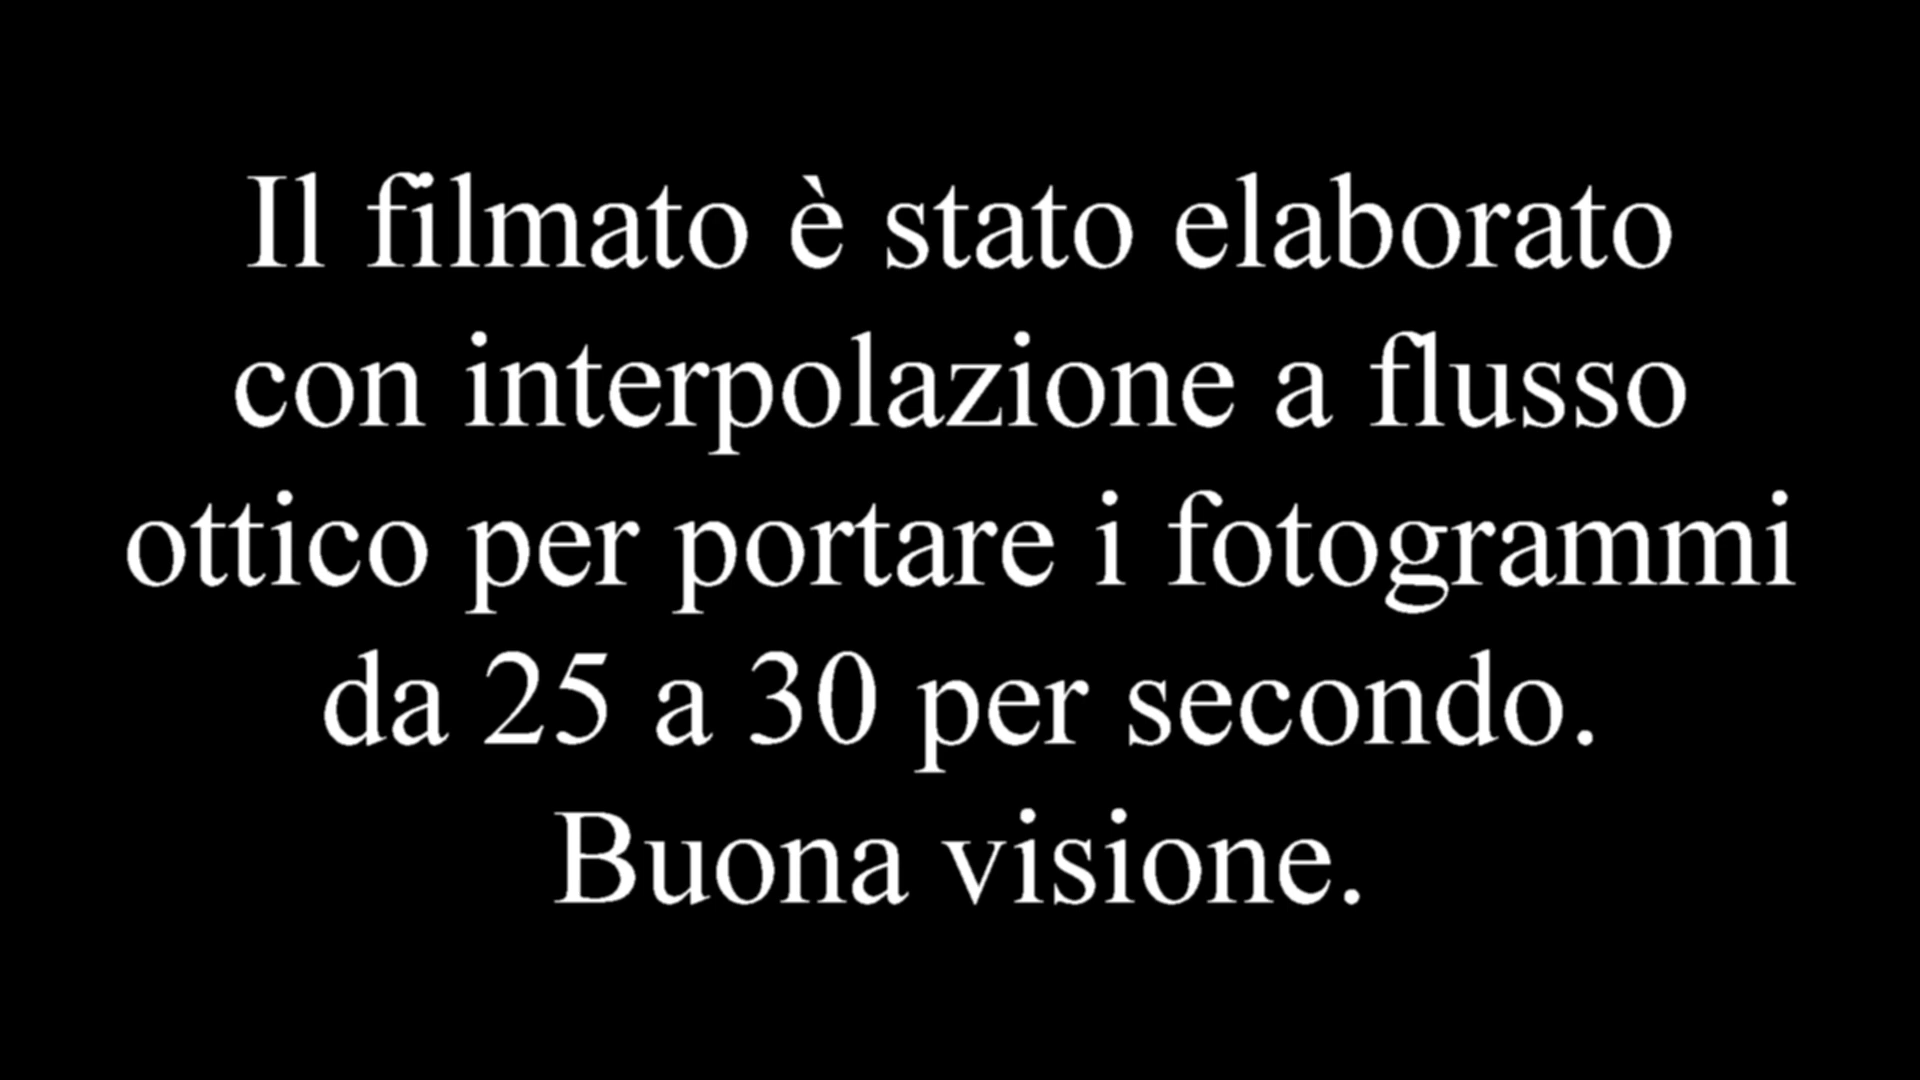 Il filmato è stato elaborato
con interpolazione a flusso
ottico per portare i fotogrammi
da 25 a 30 per secondo.
Buona visione.